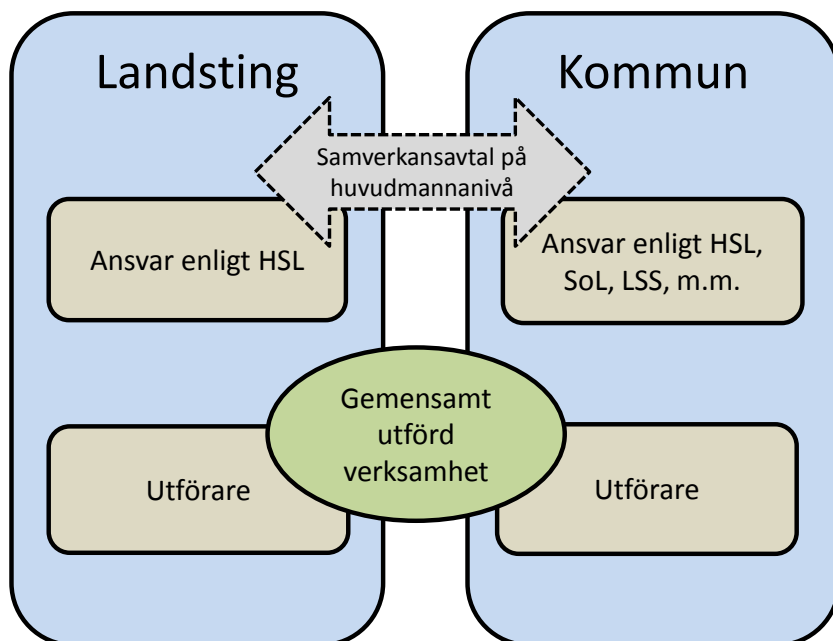 Landsting
Kommun
Samverkansavtal på
huvudmannanivå
Ansvar enligt HSL
Ansvar enligt HSL,
SoL, LSS, m.m.
Gemensamt
utförd
verksamhet
Utförare
Utförare